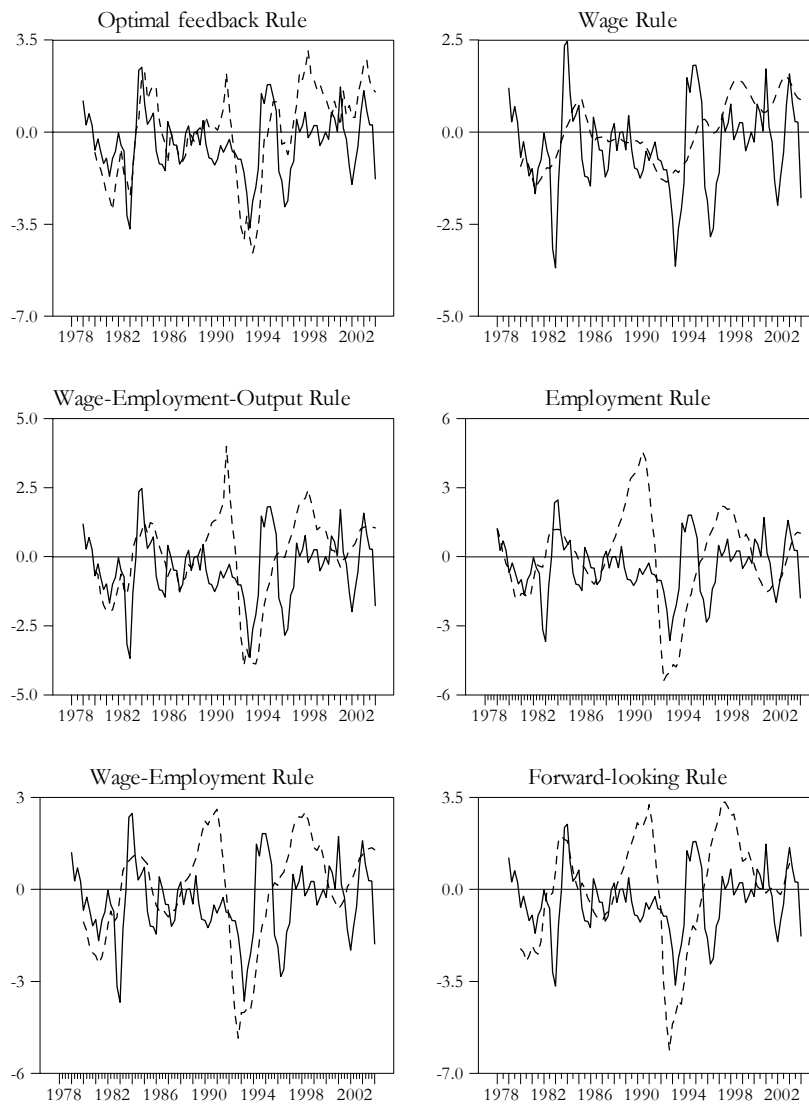 Optimal feedback Rule
3.5
0.0
-3.5
-7.0
1978 1982 1986 1990 1994 1998 2002
Wage Rule
2.5
0.0
-2.5
-5.0
1978 1982 1986 1990 1994 1998 2002
Wage-Employment-Output Rule
5.0
2.5
0.0
-2.5
-5.0
1978 1982 1986 1990 1994 1998 2002
Employment Rule
6
3
0
-3
-6
1978 1982 1986 1990 1994 1998 2002
Wage-Employment Rule
3
0
-3
-6
1978 1982 1986 1990 1994 1998 2002
Forward-looking Rule
3.5
0.0
-3.5
-7.0
1978 1982 1986 1990 1994 1998 2002